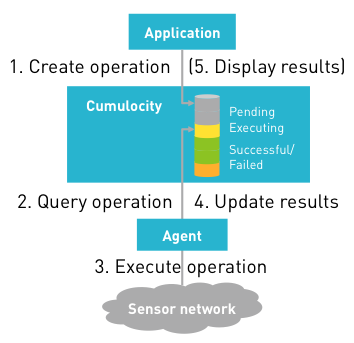 Application
1. Create operation
(5. Display results)
Cumulocity
Pending
Executing
Successful/
Failed
2. Query operation
4. Update results
Agent
3. Execute operation
Sensor network